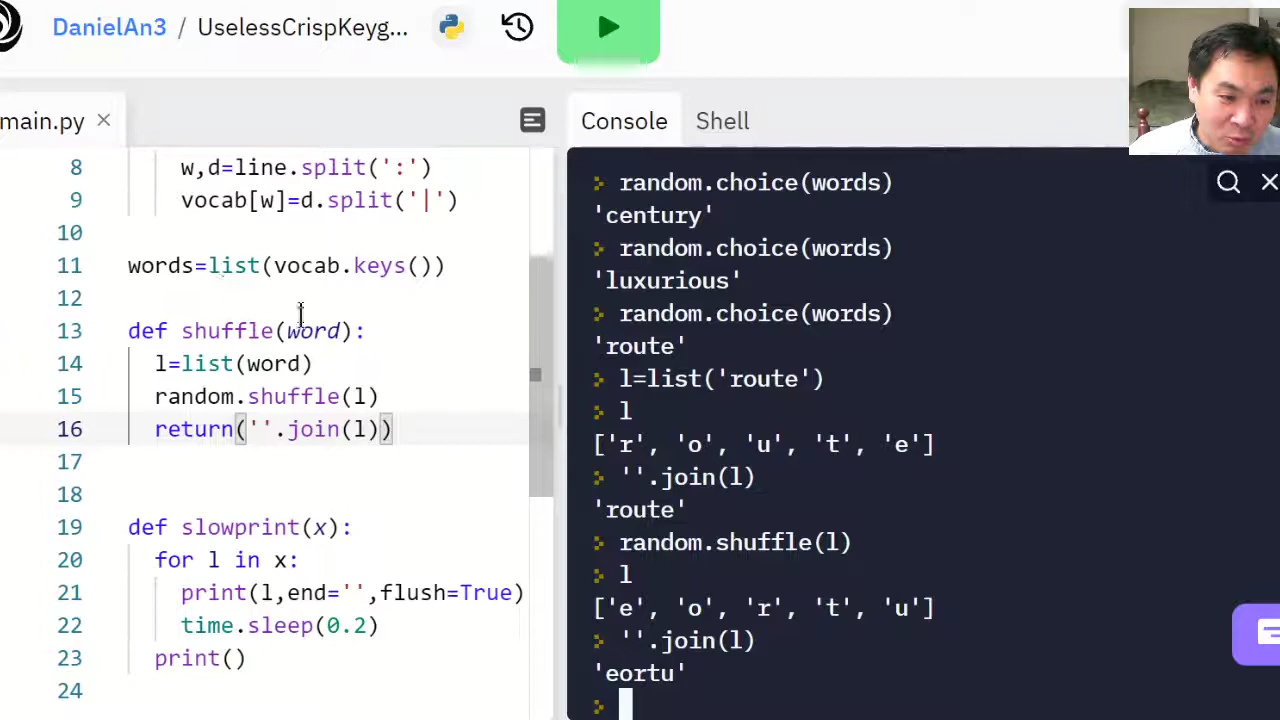 DanielAn3 / UselessCrispKeyg...
main.py
Console Shell
8 w,d=line.split(':')
9 vocab[w]=d.split('|')
10
11 words=list(vocab.keys())
12
13 def shuffle(word):
14 l=list(word)
15 random.shuffle(l)
16 return(''.join(l))
17
18
19 def slowprint(x):
20 for l in x:
21 print(l,end='',flush=True)
22 time.sleep(0.2)
23 print()
24
> random.choice(words)
'century'
> random.choice(words)
'luxurious'
> random.choice(words)
'route'
> l=list('route')
> l
['r', 'o', 'u', 't', 'e']
> ''.join(l)
'route'
> random.shuffle(l)
> l
['e', 'o', 'r', 't', 'u']
> ''.join(l)
'eortu'
>